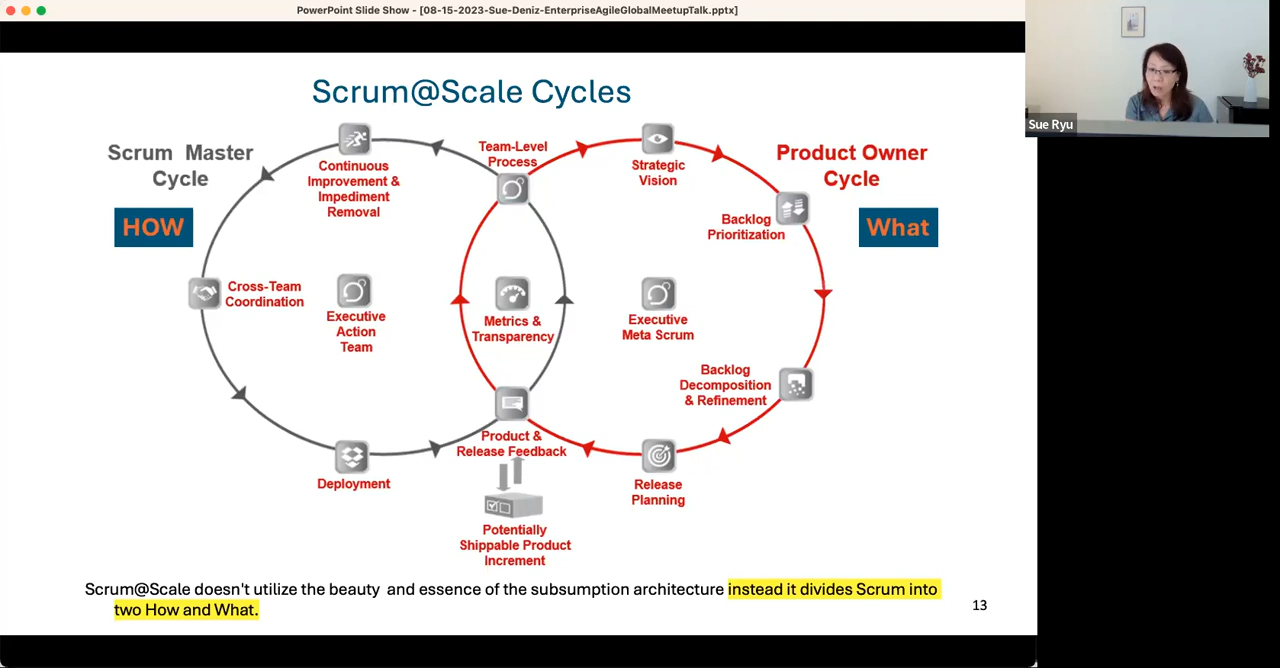 PowerPoint Slide Show - [08-15-2023-Sue-Deniz-EnterpriseAgileGlobalMeetupTalk.pptx]
Sue Ryu
Scrum@Scale Cycles
Scrum Master
Cycle
HOW
Continuous
Improvement &
Impediment
Removal
Team-Level
Process
Strategic
Vision
Product Owner
Cycle
What
Backlog
Prioritization
Cross-Team
Coordination
Executive
Action
Team
Metrics &
Transparency
Executive
Meta Scrum
Backlog
Decomposition
& Refinement
Deployment
Product &
Release Feedback
Release
Planning
Potentially
Shippable Product
Increment
Scrum@Scale doesn't utilize the beauty and essence of the subsumption architecture instead it divides Scrum into
two How and What.
13